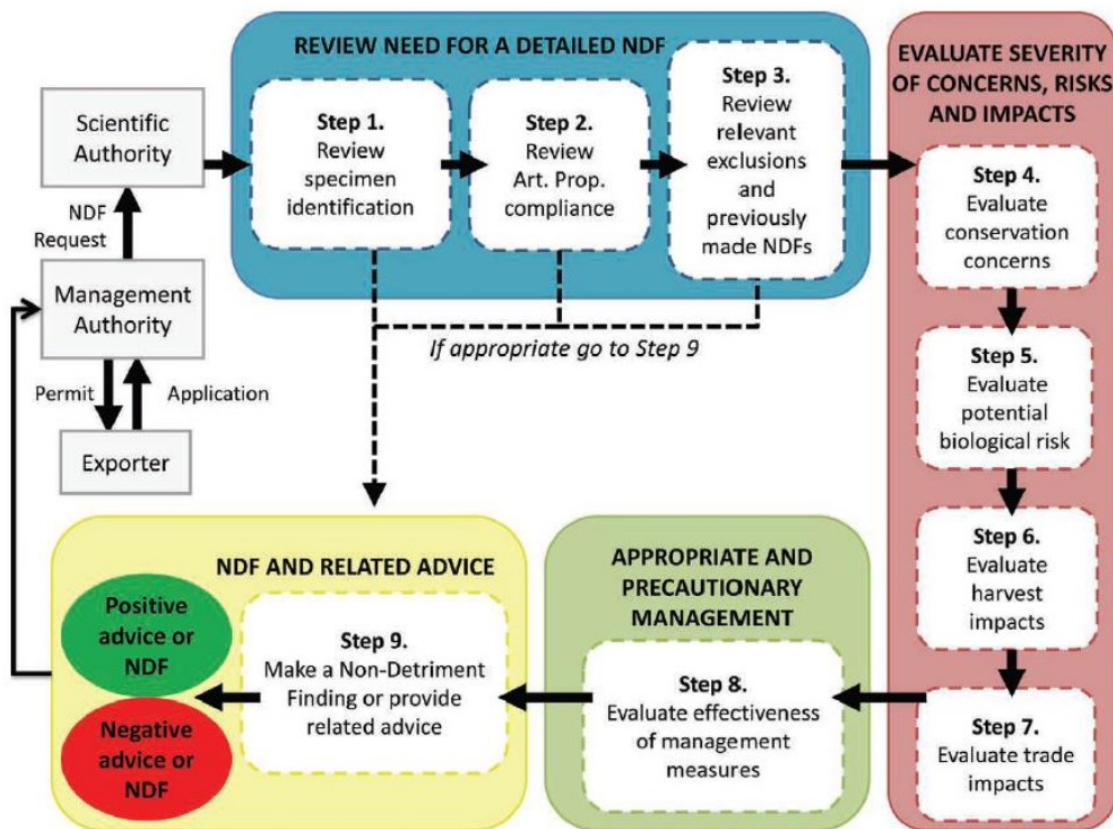 REVIEW NEED FOR A DETAILED NDF
Scientific
Authority
NDF
Request
Management
Authority
Permit
Application
Exporter
Step 1.
Review
specimen
identification
Step 2.
Review
Art. Prop.
compliance
Step 3.
Review
relevant
exclusions
and
previously
made NDFs
If appropriate go to Step 9
EVALUATE SEVERITY
OF CONCERNS, RISKS
AND IMPACTS
Step 4.
Evaluate
conservation
concerns
Step 5.
Evaluate
potential
biological risk
Step 6.
Evaluate
harvest
impacts
Step 7.
Evaluate trade
impacts
APPROPRIATE AND
PRECAUTIONARY
MANAGEMENT
Step 8.
Evaluate effectiveness
of management
measures
NDF AND RELATED ADVICE
Step 9.
Make a Non-Detriment
Finding or provide
related advice
Positive
advice or
NDF
Negative
advice or
NDF